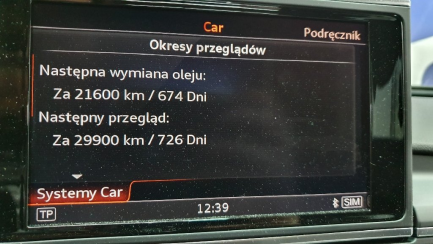 Car
Podręcznik
Okresy przeglądów
Następna wymiana oleju:
Za 21600 km / 674 Dni
Następny przegląd:
Za 29900 km / 726 Dni
Systemy Car
TP 12:39 SIM